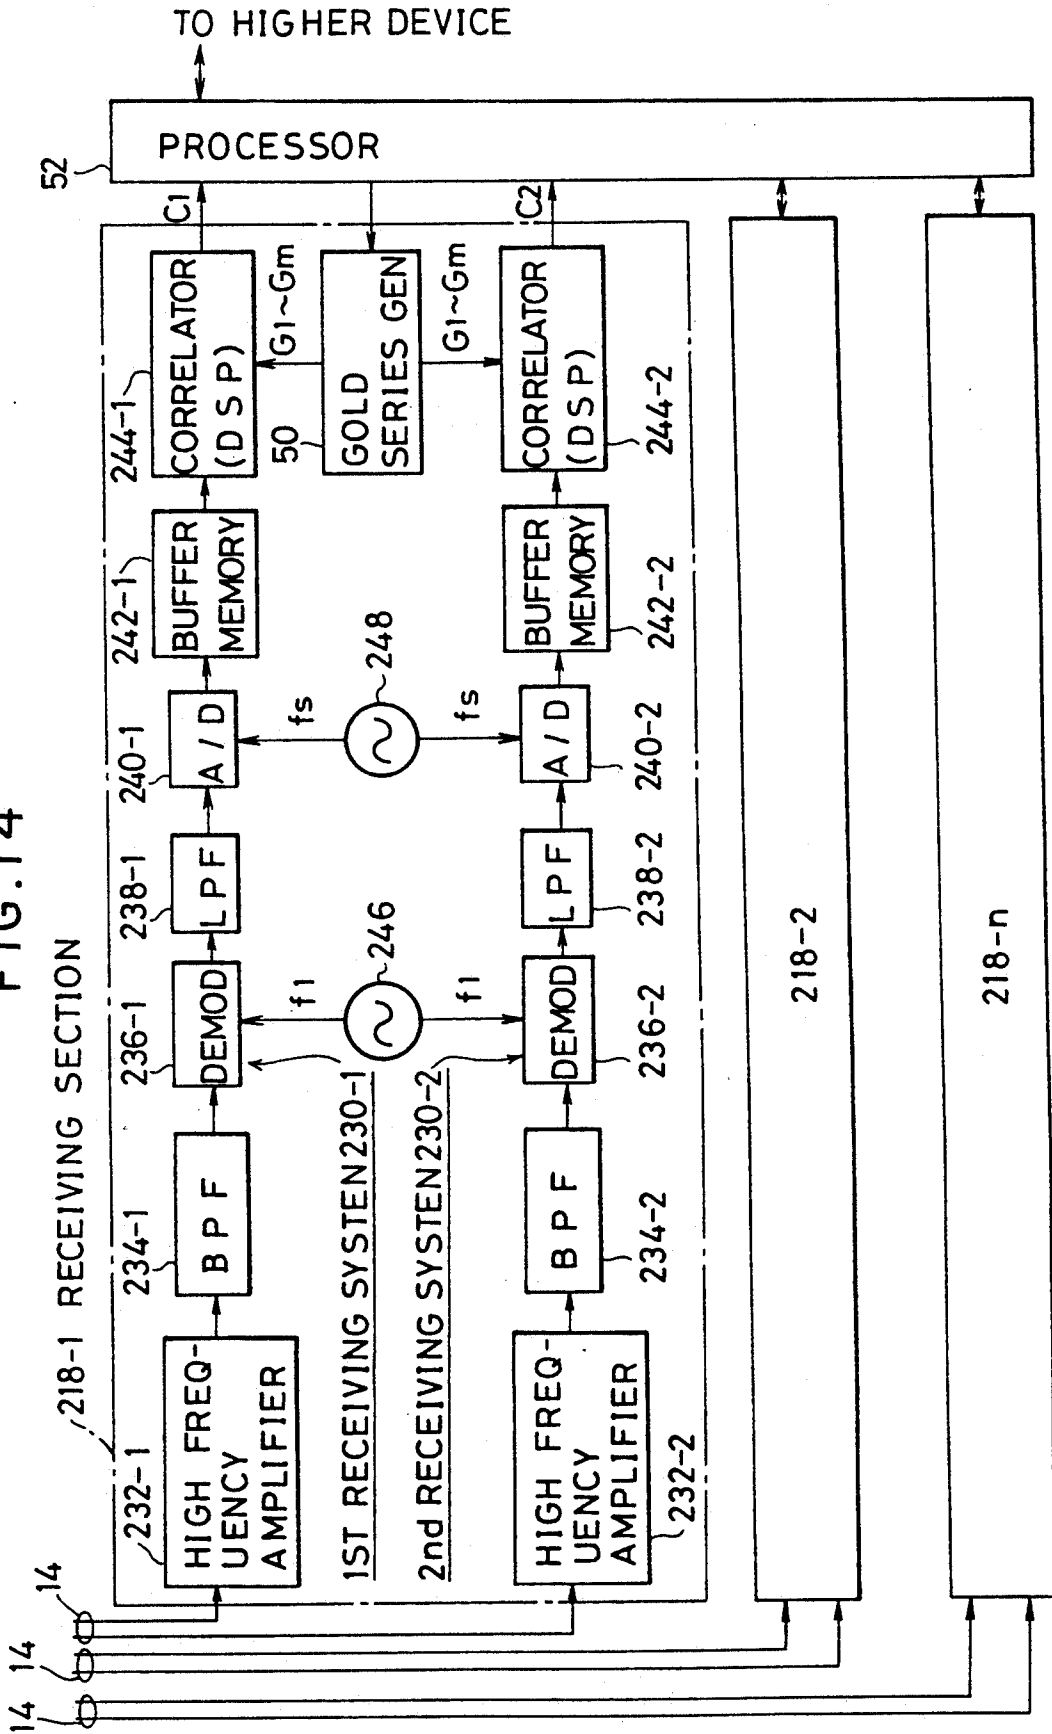 FIG.14
218-1 RECEIVING SECTION
TO HIGHER DEVICE
52
PROCESSOR
14
14
14
232-1
HIGH FREQ-
UENCY
AMPLIFIER
234-1
BPF
236-1
DEMOD
238-1
LPF
240-1
A/D
242-1
BUFFER
MEMORY
244-1
CORRELATOR
(DSP)
C1
1ST RECEIVING SYSTEN 230-1
2nd RECEIVING SYSTEN 230-2
f1
246
f1
fs
248
fs
50
GOLD
SERIES GEN
G1~Gm
G1~Gm
HIGH FREQ-
UENCY
AMPLIFIER
232-2
BPF
234-2
DEMOD
236-2
LPF
238-2
A/D
240-2
BUFFER
MEMORY
242-2
CORRELATOR
(DSP)
244-2
C2
218-2
218-n